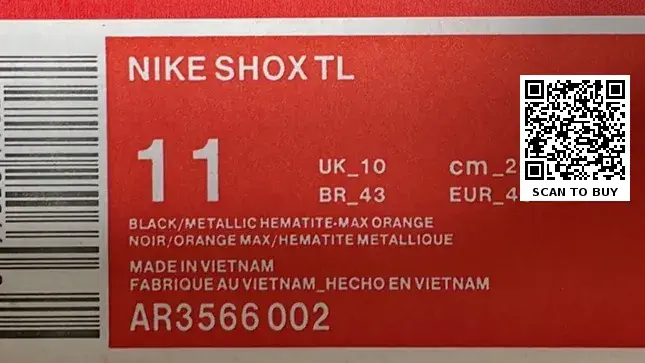 NIKE SHOX TL
11
UK_10
BR_43
BLACK/METALLIC HEMATITE-MAX ORANGE
NOIR/ORANGE MAX/HEMATITE METALLIQUE
MADE IN VIETNAM
FABRIQUE AU VIETNAM_HECHO EN VIETNAM
AR3566 002
SCAN TO BUY